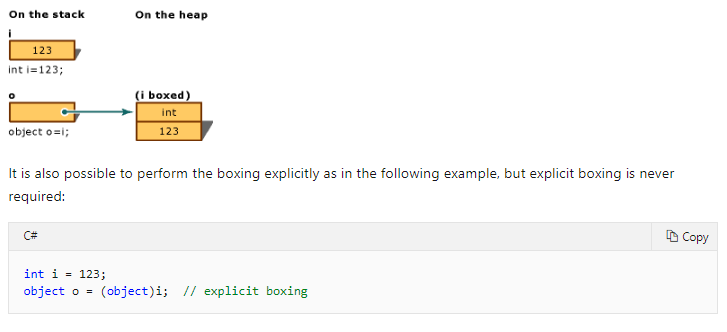 On the stack On the heap
i
123
int i=123;
o (i boxed)
int
object o=i; 123
It is also possible to perform the boxing explicitly as in the following example, but explicit boxing is never
required:
C# Copy
int i = 123;
object o = (object)i;  // explicit boxing